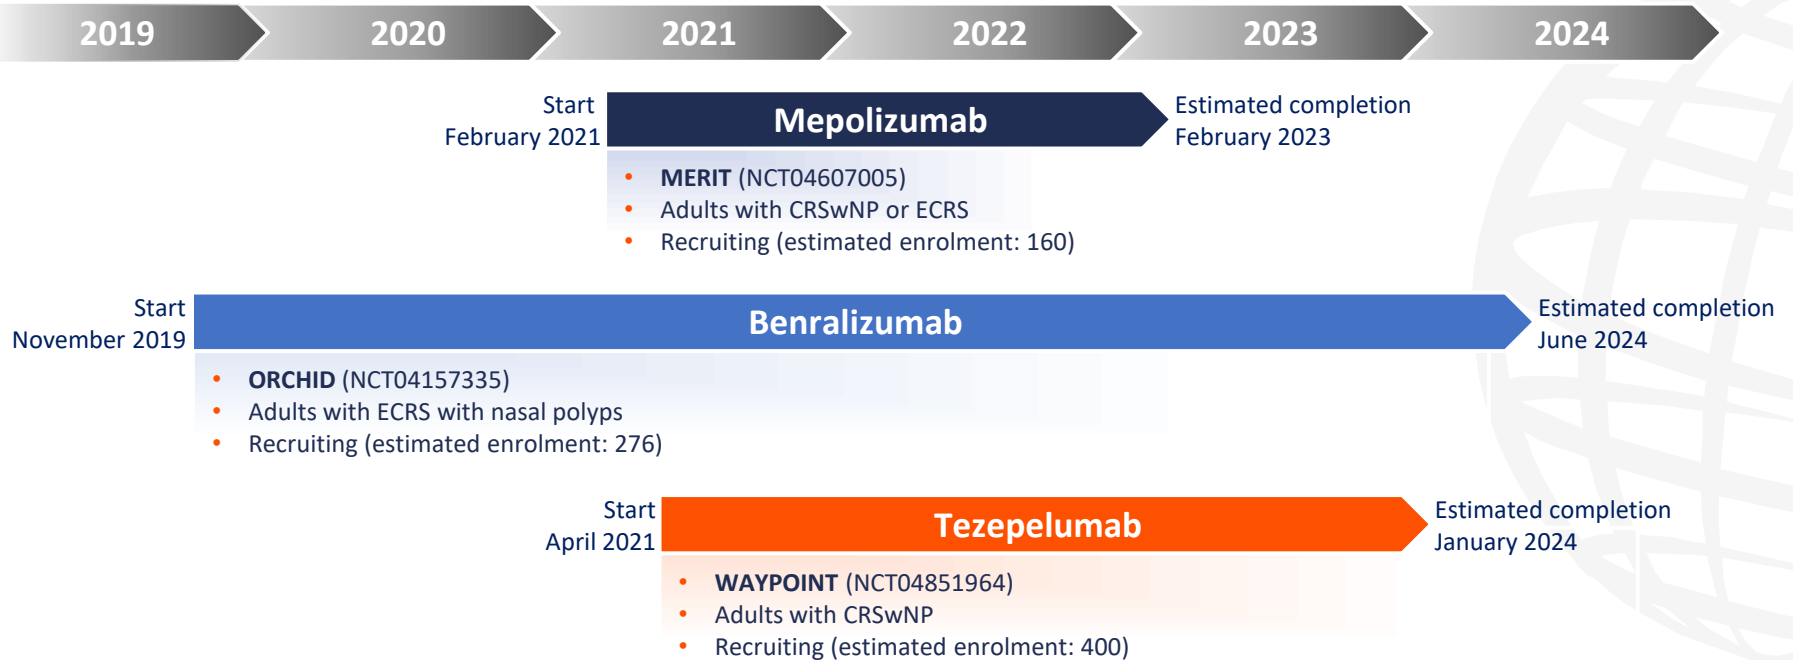 2019 2020 2021 2022 2023 2024
Start
February 2021
Mepolizumab
Estimated completion
February 2023
• MERIT (NCT04607005)
• Adults with CRSwNP or ECRS
• Recruiting (estimated enrolment: 160)
Start
November 2019
Benralizumab
Estimated completion
June 2024
• ORCHID (NCT04157335)
• Adults with ECRS with nasal polyps
• Recruiting (estimated enrolment: 276)
Start
April 2021
Tezepelumab
Estimated completion
January 2024
• WAYPOINT (NCT04851964)
• Adults with CRSwNP
• Recruiting (estimated enrolment: 400)